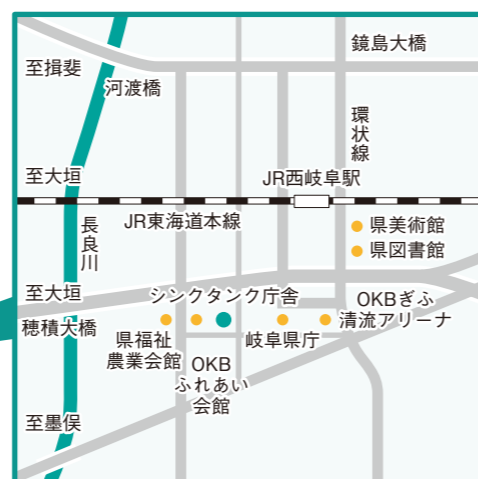 鏡島大橋
至揖斐
河渡橋
環状線
至大垣
JR西岐阜駅
JR東海道本線
長良川
県美術館
県図書館
至大垣
シンクタンク庁舎
OKBぎふ
清流アリーナ
穂積大橋
県福祉
農業会館
岐阜県庁
OKB
ふれあい
会館
至墨俣